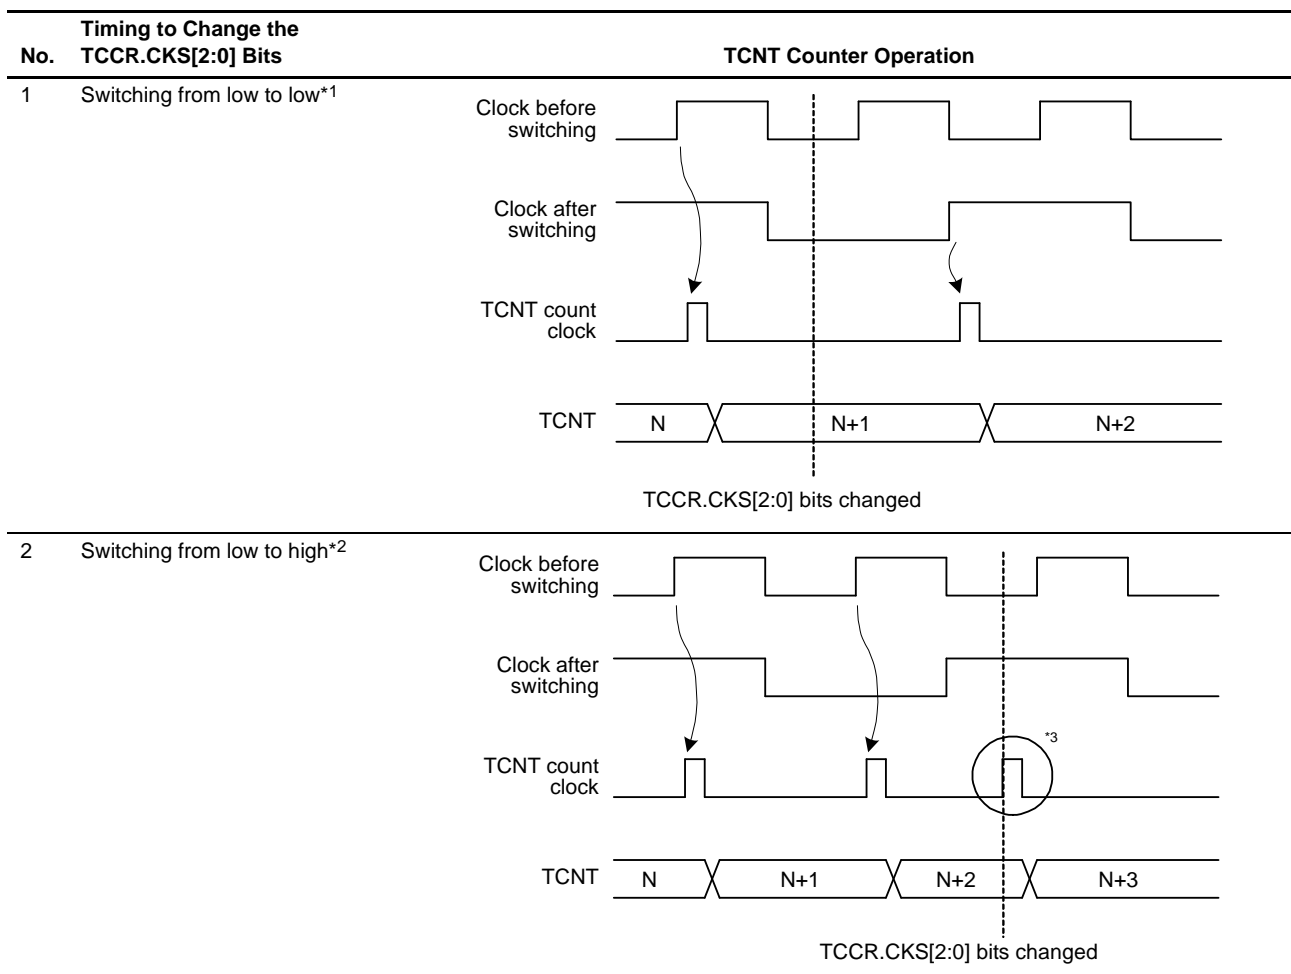 Timing to Change the
No. TCCR.CKS[2:0] Bits TCNT Counter Operation
1 Switching from low to low*1
Clock before
switching
Clock after
switching
TCNT count
clock
TCNT N N+1 N+2
TCCR.CKS[2:0] bits changed
2 Switching from low to high*2
Clock before
switching
Clock after
switching
*3
TCNT count
clock
TCNT N N+1 N+2 N+3
TCCR.CKS[2:0] bits changed